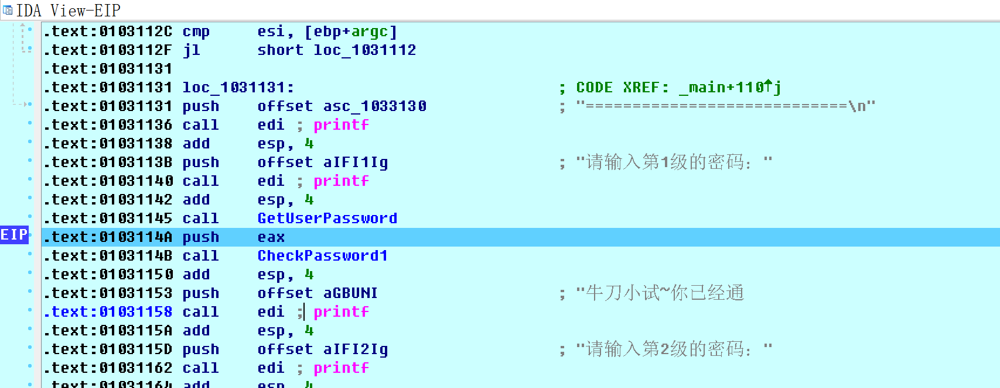 IDA View-EIP
.text:0103112C cmp esi, [ebp+argc]
.text:0103112F jl short loc_1031112
.text:01031131
.text:01031131 loc_1031131: ; CODE XREF: _main+110↑j
.text:01031131 push offset asc_1033130 ; "============================\n"
.text:01031136 call edi ; printf
.text:01031138 add esp, 4
.text:0103113B push offset aIFI1Ig ; "请输入第1级的密码："
.text:01031140 call edi ; printf
.text:01031142 add esp, 4
.text:01031145 call GetUserPassword
EIP .text:0103114A push eax
.text:0103114B call CheckPassword1
.text:01031150 add esp, 4
.text:01031153 push offset aGBUNI ; "牛刀小试~你已经通
.text:01031158 call edi ; printf
.text:0103115A add esp, 4
.text:0103115D push offset aIFI2Ig ; "请输入第2级的密码："
.text:01031162 call edi ; printf
.text:01031164 add esp, 4